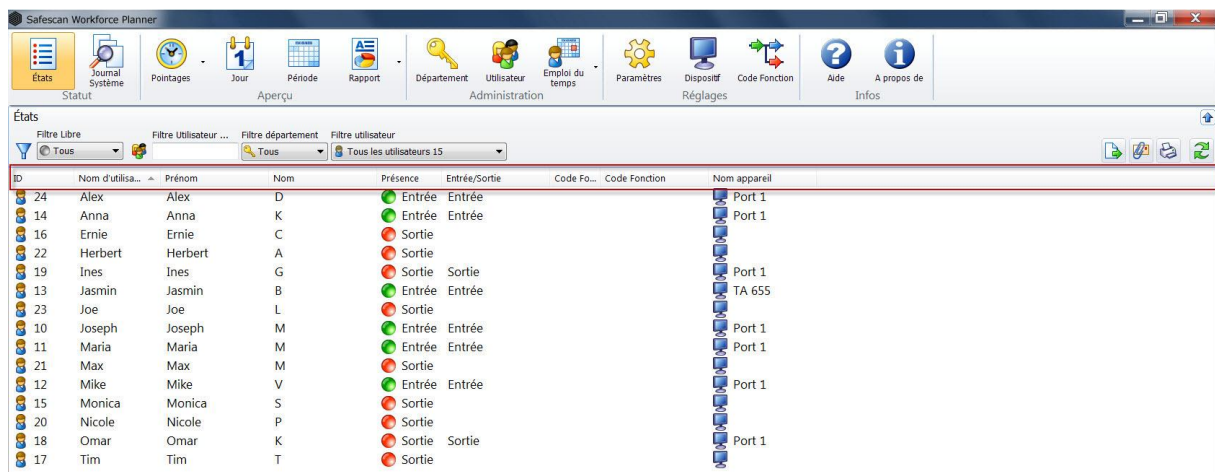 Safescan Workforce Planner
États Journal Système Pointages Jour Période Rapport Département Utilisateur Emploi du temps Paramètres Dispositif Code Fonction Aide A propos de
Statut Aperçu Administration Réglages Infos
États
Filtre Libre Filtre Utilisateur ... Filtre département Filtre utilisateur
Tous Tous Tous les utilisateurs 15
ID Nom d'utilisa... Prénom Nom Présence Entrée/Sortie Code Fo... Code Fonction Nom appareil
24 Alex Alex D Entrée Entrée Port 1
14 Anna Anna K Entrée Entrée Port 1
16 Ernie Ernie C Sortie
22 Herbert Herbert A Sortie
19 Ines Ines G Sortie Sortie Port 1
13 Jasmin Jasmin B Entrée Entrée TA 655
23 Joe Joe L Sortie
10 Joseph Joseph M Entrée Entrée Port 1
11 Maria Maria M Entrée Entrée Port 1
21 Max Max M Sortie
12 Mike Mike V Entrée Entrée Port 1
15 Monica Monica S Sortie
20 Nicole Nicole P Sortie
18 Omar Omar K Sortie Sortie Port 1
17 Tim Tim T Sortie